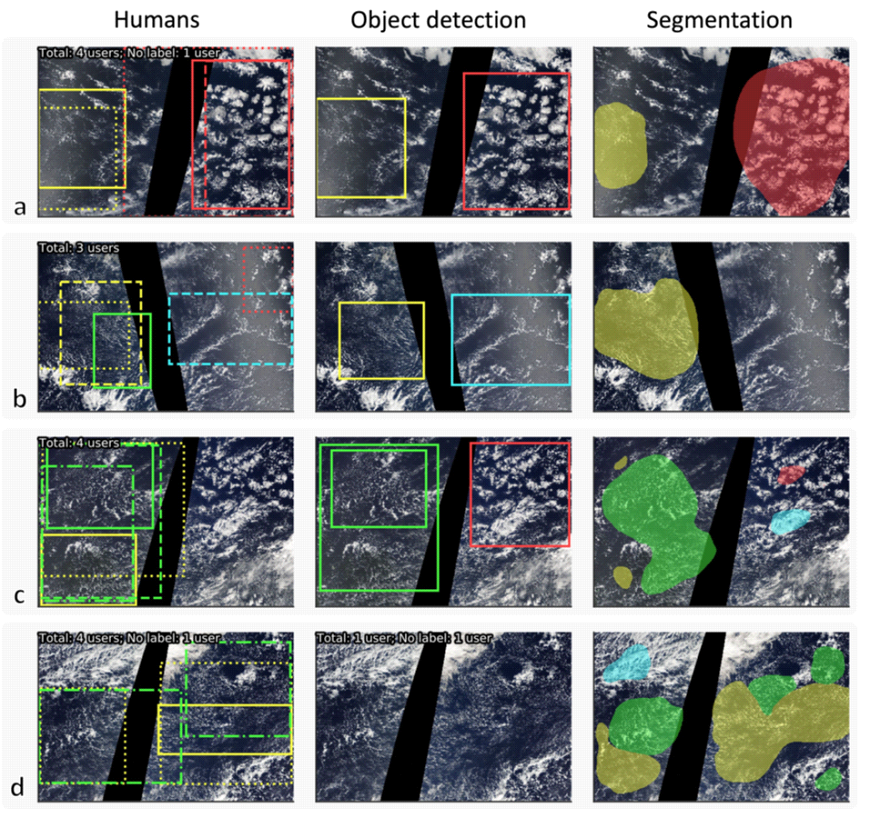 Humans Object detection Segmentation
Total: 4 users; No label: 1 user
a
Total: 3 users
b
Total: 4 users
c
Total: 4 users; No label: 1 user Total: 1 user; No label: 1 user
d